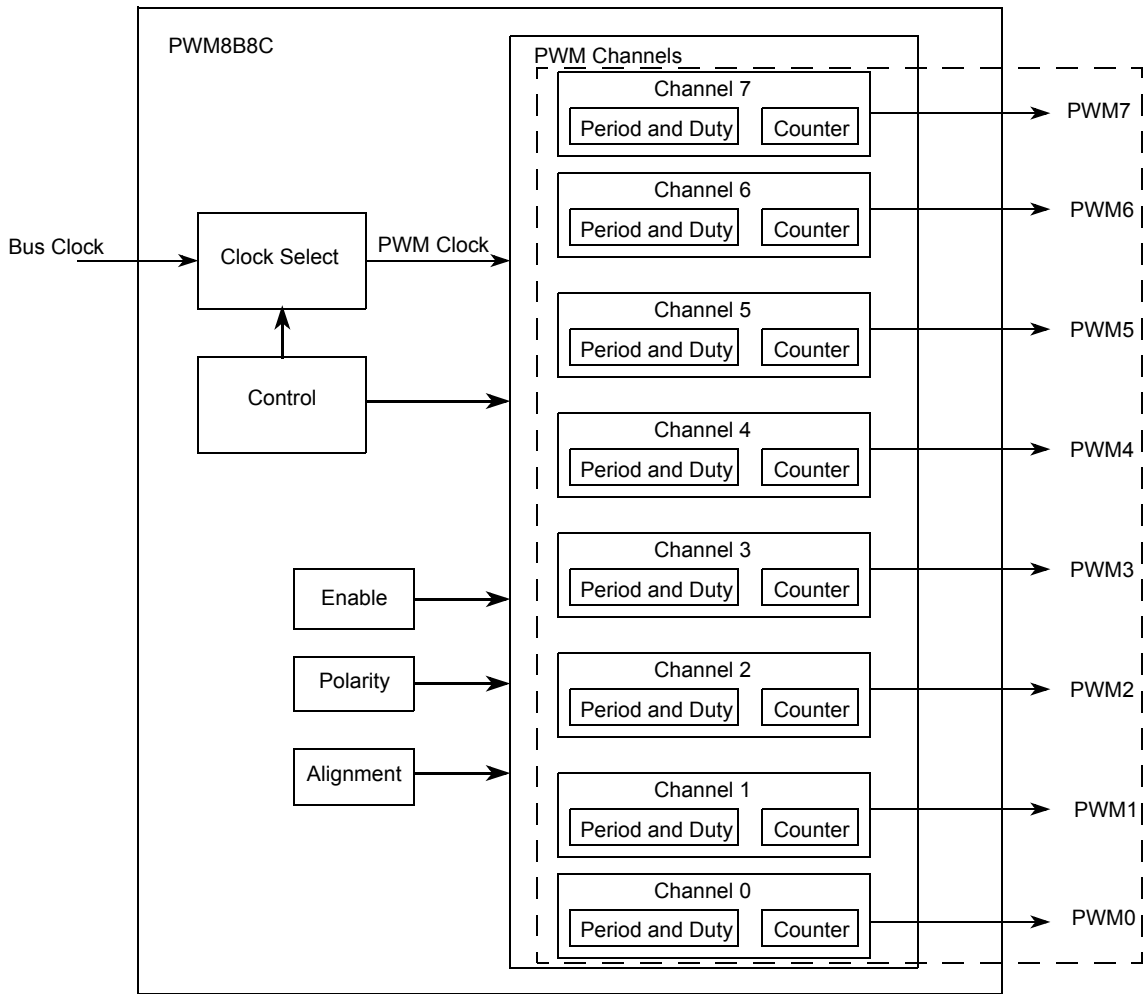 PWM8B8C
PWM Channels
Channel 7
Period and Duty Counter
PWM7
Channel 6
Period and Duty Counter
PWM6
Bus Clock
Clock Select
PWM Clock
Channel 5
Period and Duty Counter
PWM5
Control
Channel 4
Period and Duty Counter
PWM4
Channel 3
Period and Duty Counter
PWM3
Enable
Polarity
Channel 2
Period and Duty Counter
PWM2
Alignment
Channel 1
Period and Duty Counter
PWM1
Channel 0
Period and Duty Counter
PWM0